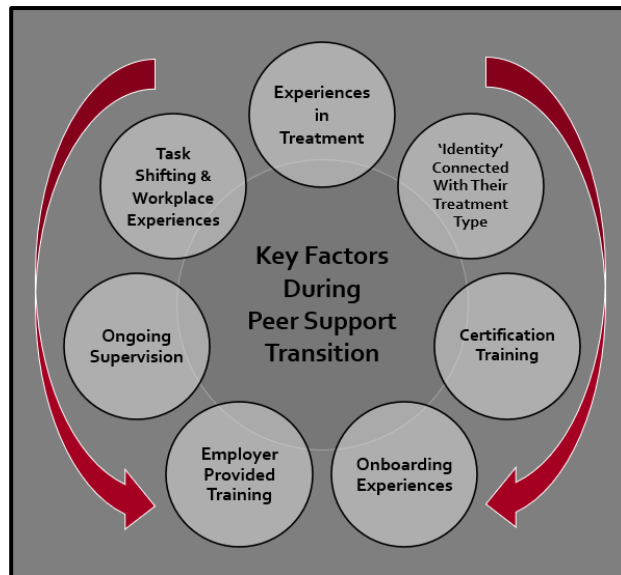 Experiences
in
Treatment
'Identity'
Connected
With Their
Treatment
Type
Certification
Training
Onboarding
Experiences
Employer
Provided
Training
Ongoing
Supervision
Task
Shifting &
Workplace
Experiences
Key Factors
During
Peer Support
Transition